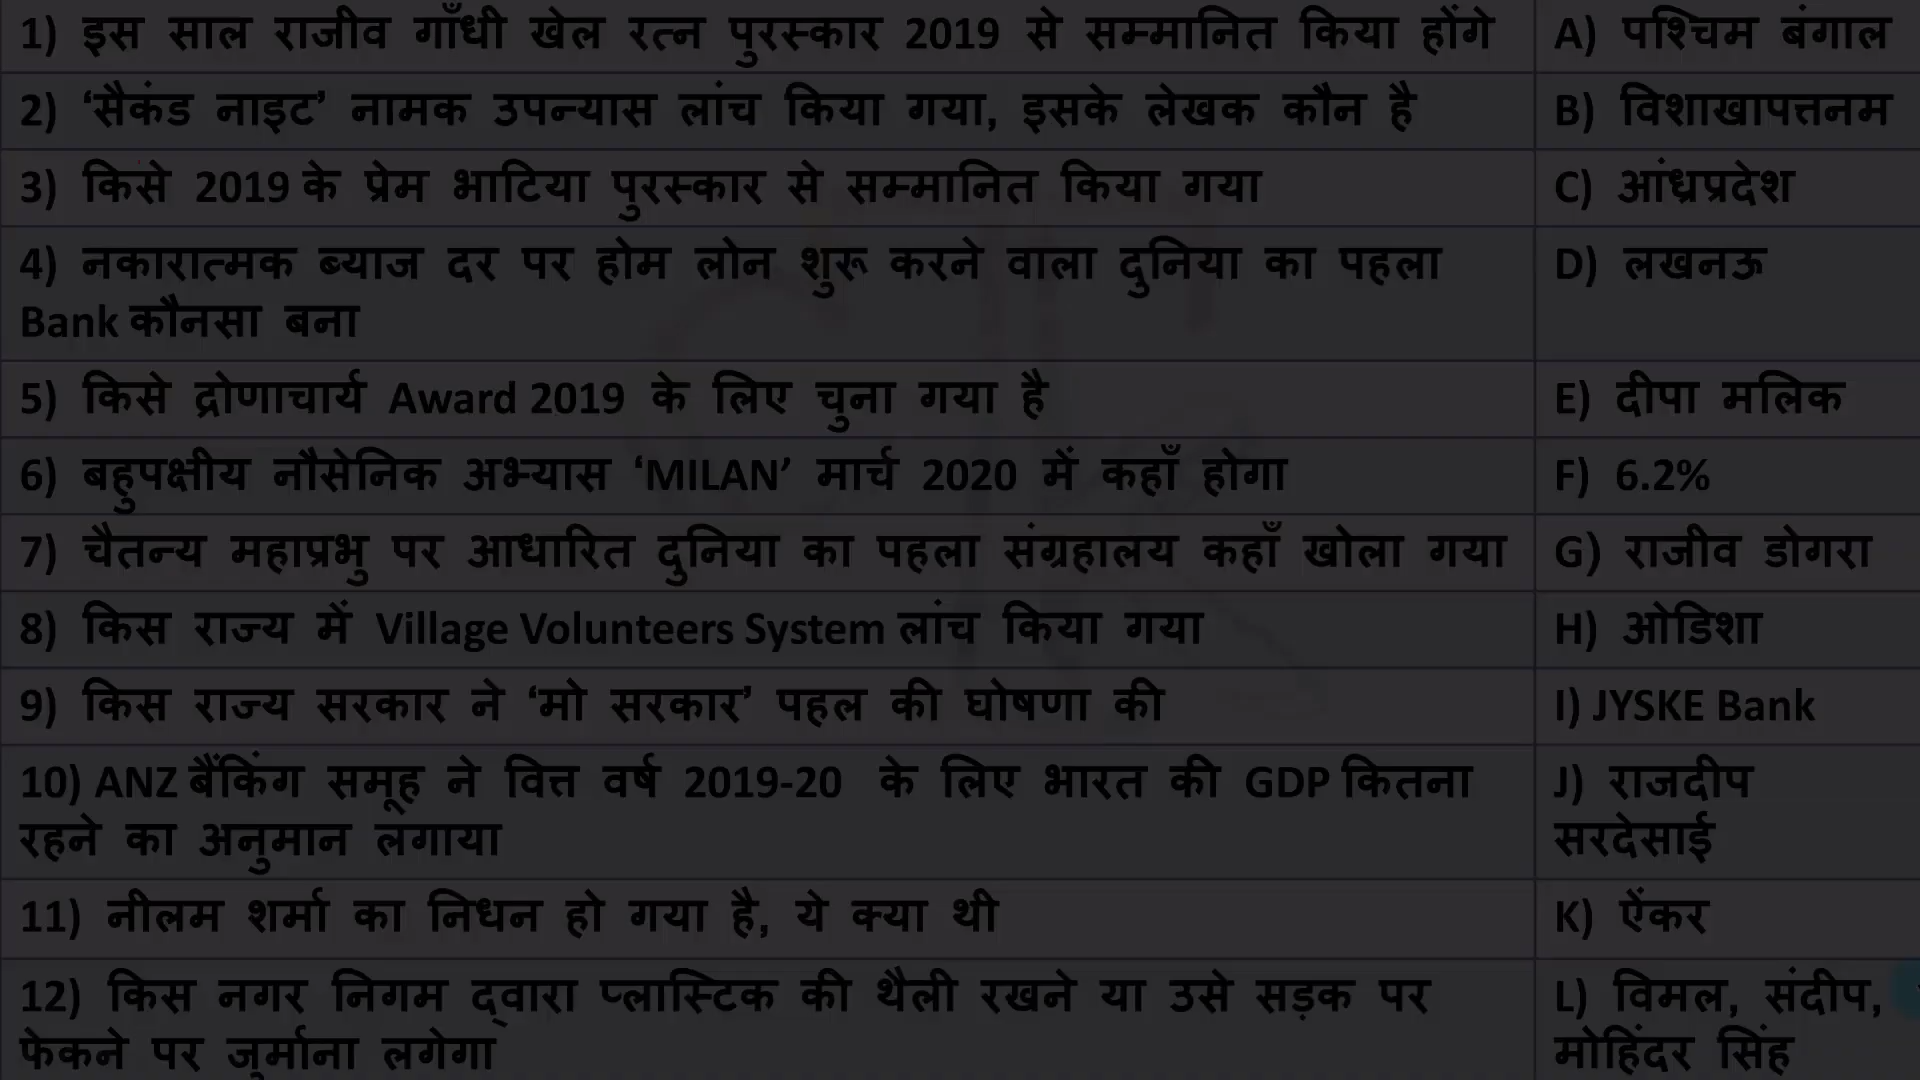 1) इस साल राजीव गाँधी खेल रत्न पुरस्कार 2019 से सम्मानित किया होंगे
A) पश्चिम बंगाल
2) ‘सैकंड नाइट’ नामक उपन्यास लांच किया गया, इसके लेखक कौन है
B) विशाखापत्तनम
3) किसे 2019 के प्रेम भाटिया पुरस्कार से सम्मानित किया गया
C) आंध्रप्रदेश
4) नकारात्मक ब्याज दर पर होम लोन शुरू करने वाला दुनिया का पहला
Bank कौनसा बना
D) लखनऊ
5) किसे द्रोणाचार्य Award 2019 के लिए चुना गया है
E) दीपा मलिक
6) बहुपक्षीय नौसेनिक अभ्यास ‘MILAN’ मार्च 2020 में कहाँ होगा
F) 6.2%
7) चैतन्य महाप्रभु पर आधारित दुनिया का पहला संग्रहालय कहाँ खोला गया
G) राजीव डोगरा
8) किस राज्य में Village Volunteers System लांच किया गया
H) ओडिशा
9) किस राज्य सरकार ने ‘मो सरकार’ पहल की घोषणा की
I) JYSKE Bank
10) ANZ बैंकिंग समूह ने वित्त वर्ष 2019-20 के लिए भारत की GDP कितना
रहने का अनुमान लगाया
J) राजदीप
सरदेसाई
11) नीलम शर्मा का निधन हो गया है, ये क्या थी
K) ऐंकर
12) किस नगर निगम द्वारा प्लास्टिक की थैली रखने या उसे सड़क पर
फेकने पर जुर्माना लगेगा
L) विमल, संदीप,
मोहिंदर सिंह